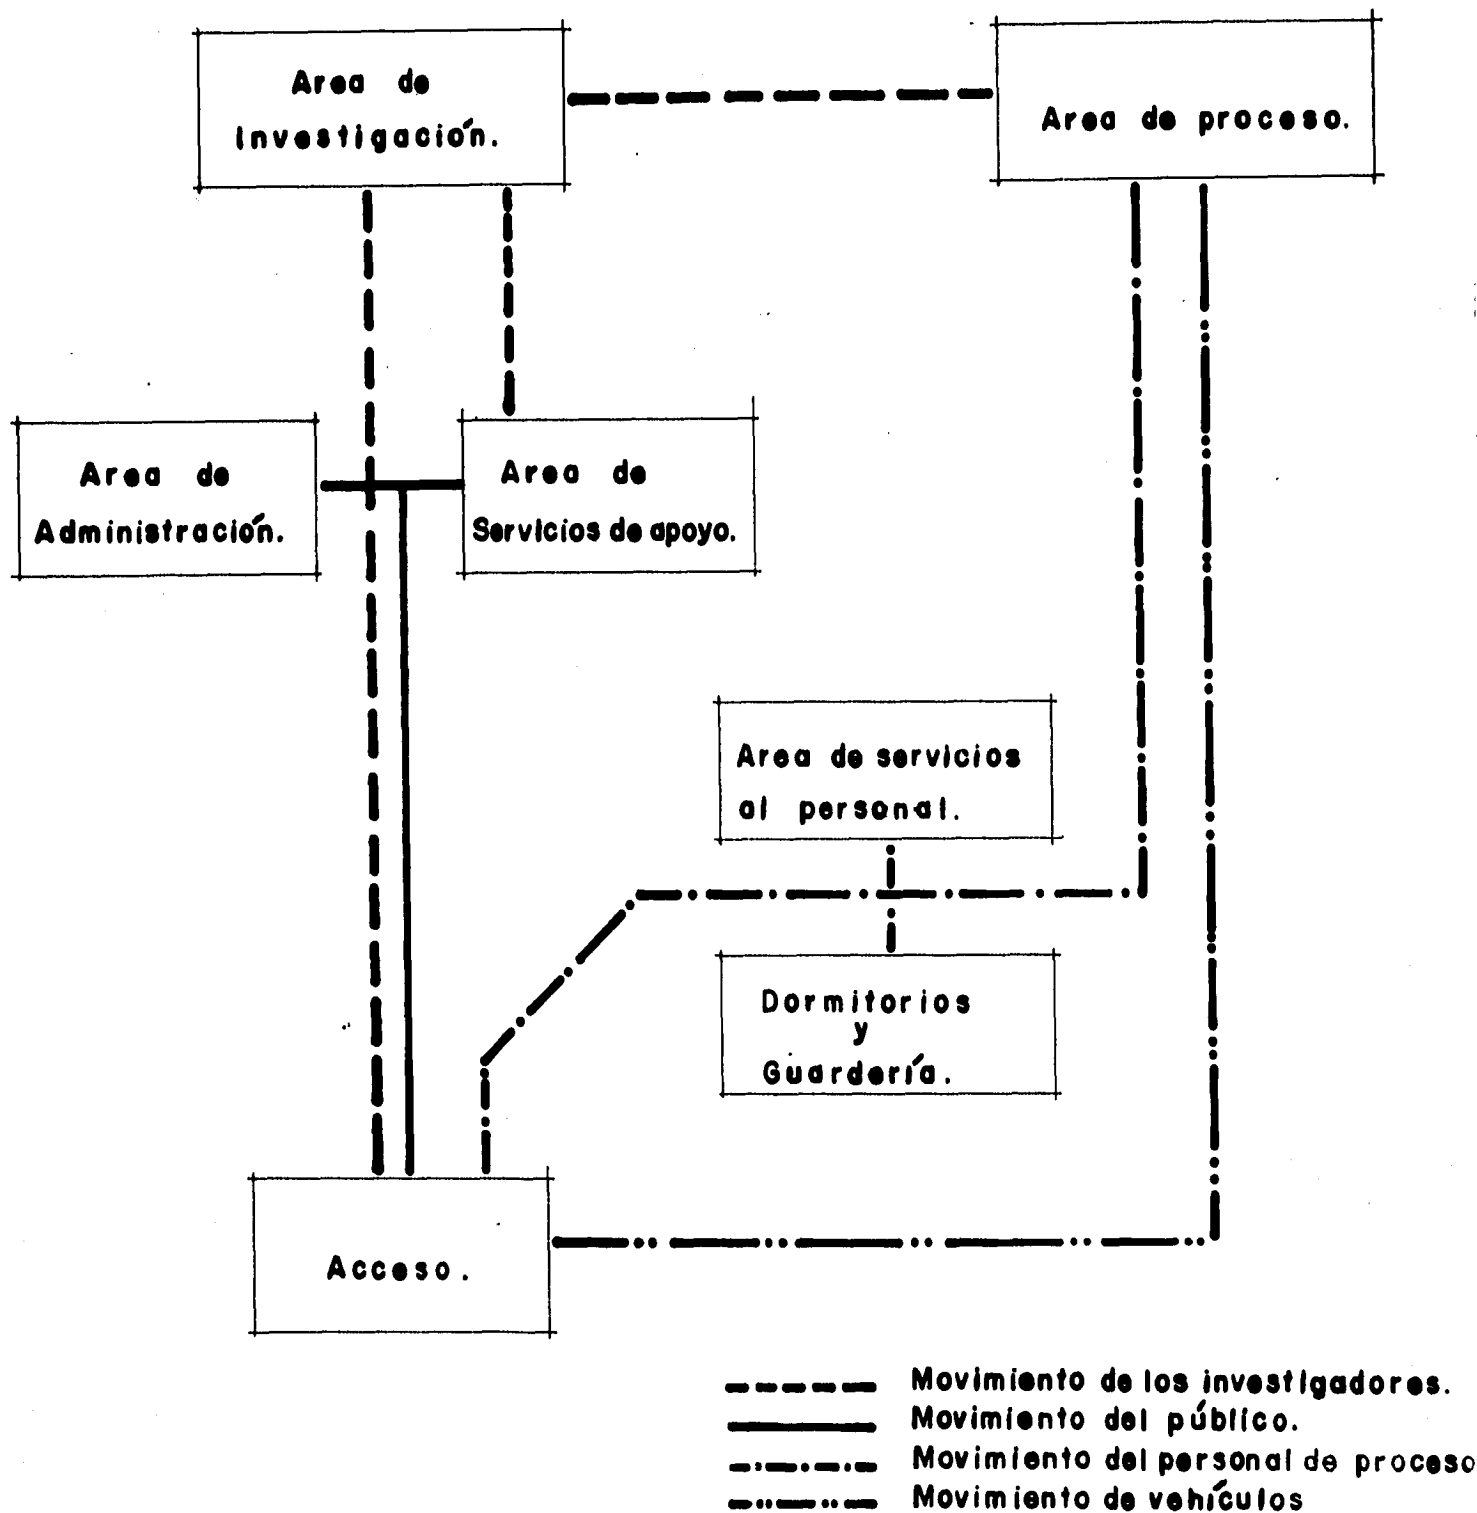 Area de
Investigación.
Area de proceso.
Area de
Administración.
Area de
Servicios de apoyo.
Area de servicios
al personal.
Dormitorios
y
Guardería.
Acceso.
Movimiento de los investigadores.
Movimiento del público.
Movimiento del personal de proceso
Movimiento de vehículos